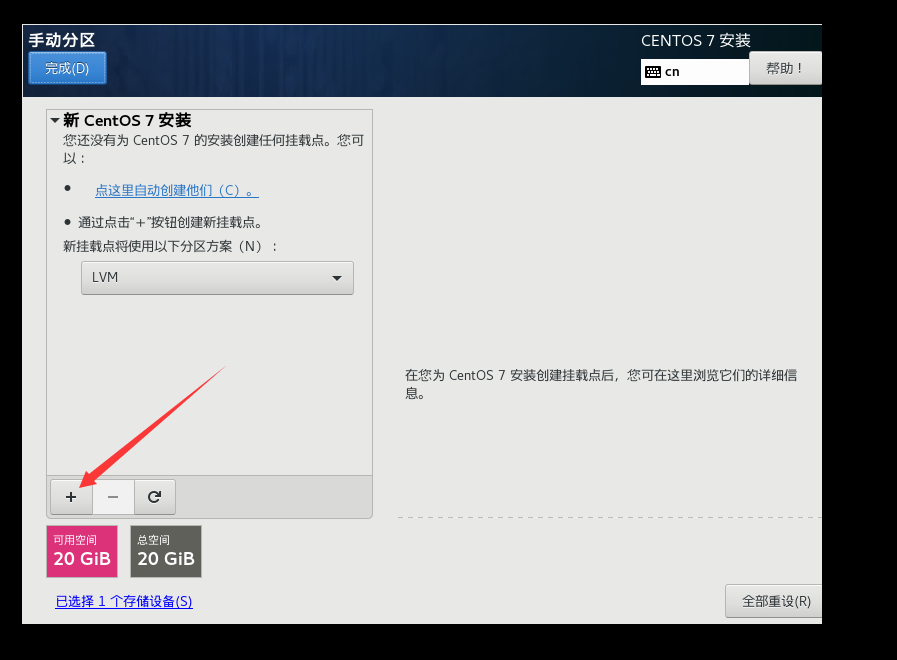 手动分区
CENTOS 7 安装
完成(D)
cn
帮助！
新 CentOS 7 安装
您还没有为 CentOS 7 的安装创建任何挂载点。您可
以：
点这里自动创建他们（C）。
通过点击“+”按钮创建新挂载点。
新挂载点将使用以下分区方案（N）：
LVM
在您为 CentOS 7 安装创建挂载点后，您可在这里浏览它们的详细信
息。
+ −
可用空间
20 GiB
总空间
20 GiB
已选择 1 个存储设备(S)
全部重设(R)